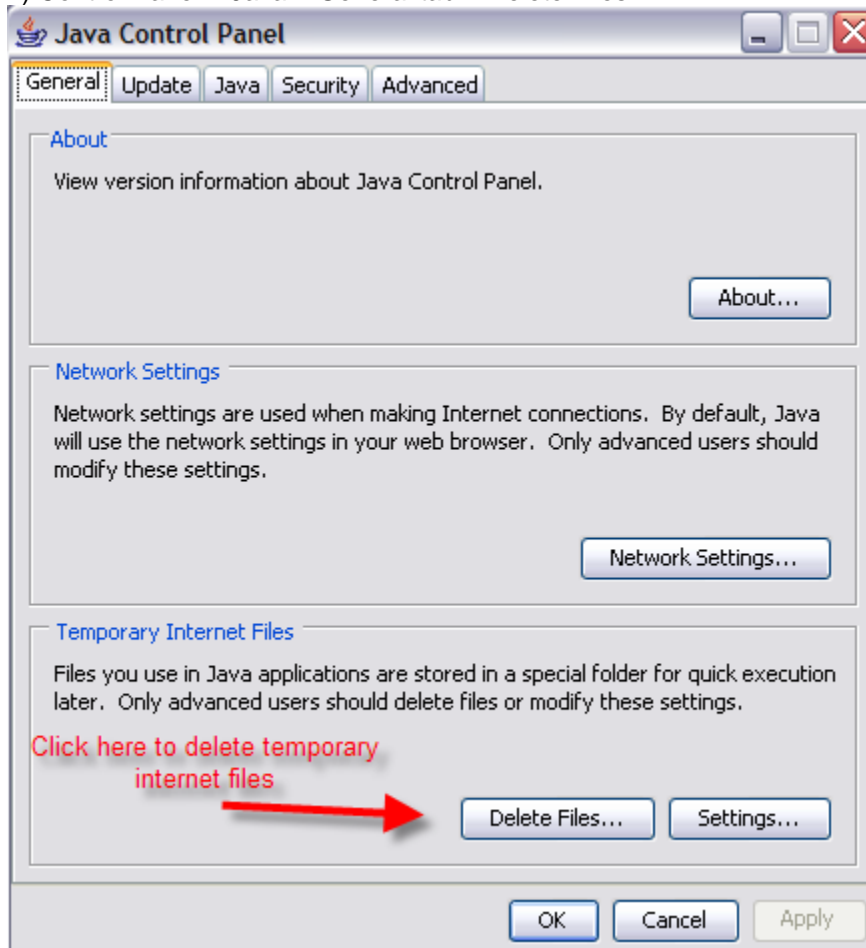 Java Control Panel
General Update Java Security Advanced
About
View version information about Java Control Panel.
About...
Network Settings
Network settings are used when making Internet connections. By default, Java
will use the network settings in your web browser. Only advanced users should
modify these settings.
Network Settings...
Temporary Internet Files
Files you use in Java applications are stored in a special folder for quick execution
later. Only advanced users should delete files or modify these settings.
Click here to delete temporary
internet files
Delete Files... Settings...
OK Cancel Apply